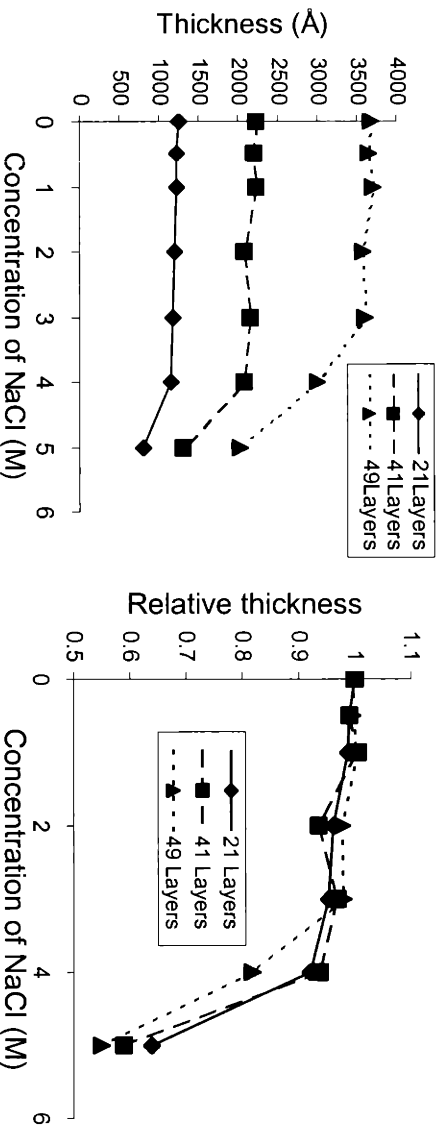 Thickness (Å)
4000
3500
3000
2500
2000
1500
1000
500
0
0
1
2
3
4
5
6
Concentration of NaCl (M)
21Layers
41Layers
49Layers
Relative thickness
1.1
1
0.9
0.8
0.7
0.6
0.5
0
2
4
6
Concentration of NaCl (M)
21 Layers
41 Layers
49 Layers